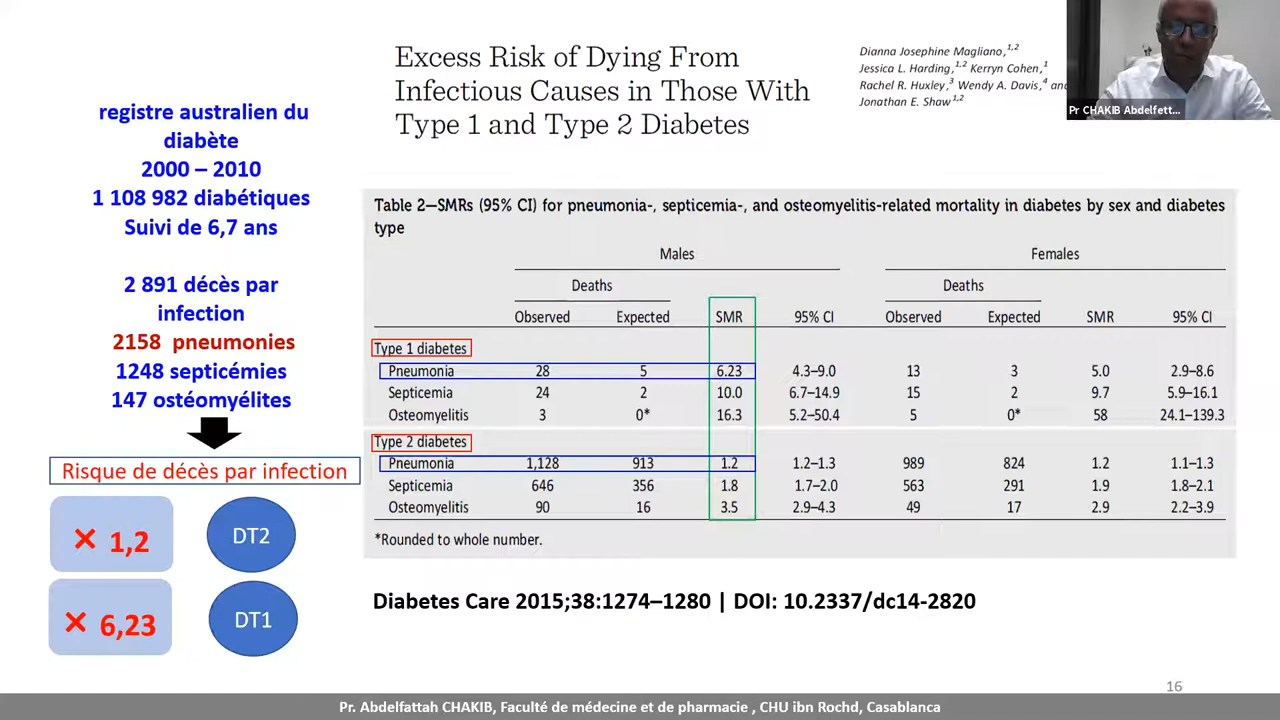 Excess Risk of Dying From
Infectious Causes in Those With
Type 1 and Type 2 Diabetes
Dianna Josephine Magliano,1,2
Jessica L. Harding,1,2 Kerryn Cohen,1
Rachel R. Huxley,3 Wendy A. Davis,4 and
Jonathan E. Shaw1,2
Pr CHAKIB Abdelfett...
registre australien du
diabète
2000 – 2010
1 108 982 diabétiques
Suivi de 6,7 ans
2 891 décès par
infection
2158 pneumonies
1248 septicémies
147 ostéomyélites
Risque de décès par infection
× 1,2 DT2
× 6,23 DT1
Table 2—SMRs (95% CI) for pneumonia-, septicemia-, and osteomyelitis-related mortality in diabetes by sex and diabetes
type
Males Females
Deaths Deaths
Observed Expected SMR 95% CI Observed Expected SMR 95% CI
Type 1 diabetes
Pneumonia 28 5 6.23 4.3–9.0 13 3 5.0 2.9–8.6
Septicemia 24 2 10.0 6.7–14.9 15 2 9.7 5.9–16.1
Osteomyelitis 3 0* 16.3 5.2–50.4 5 0* 58 24.1–139.3
Type 2 diabetes
Pneumonia 1,128 913 1.2 1.2–1.3 989 824 1.2 1.1–1.3
Septicemia 646 356 1.8 1.7–2.0 563 291 1.9 1.8–2.1
Osteomyelitis 90 16 3.5 2.9–4.3 49 17 2.9 2.2–3.9
*Rounded to whole number.
Diabetes Care 2015;38:1274–1280 | DOI: 10.2337/dc14-2820
16
Pr. Abdelfattah CHAKIB, Faculté de médecine et de pharmacie , CHU ibn Rochd, Casablanca